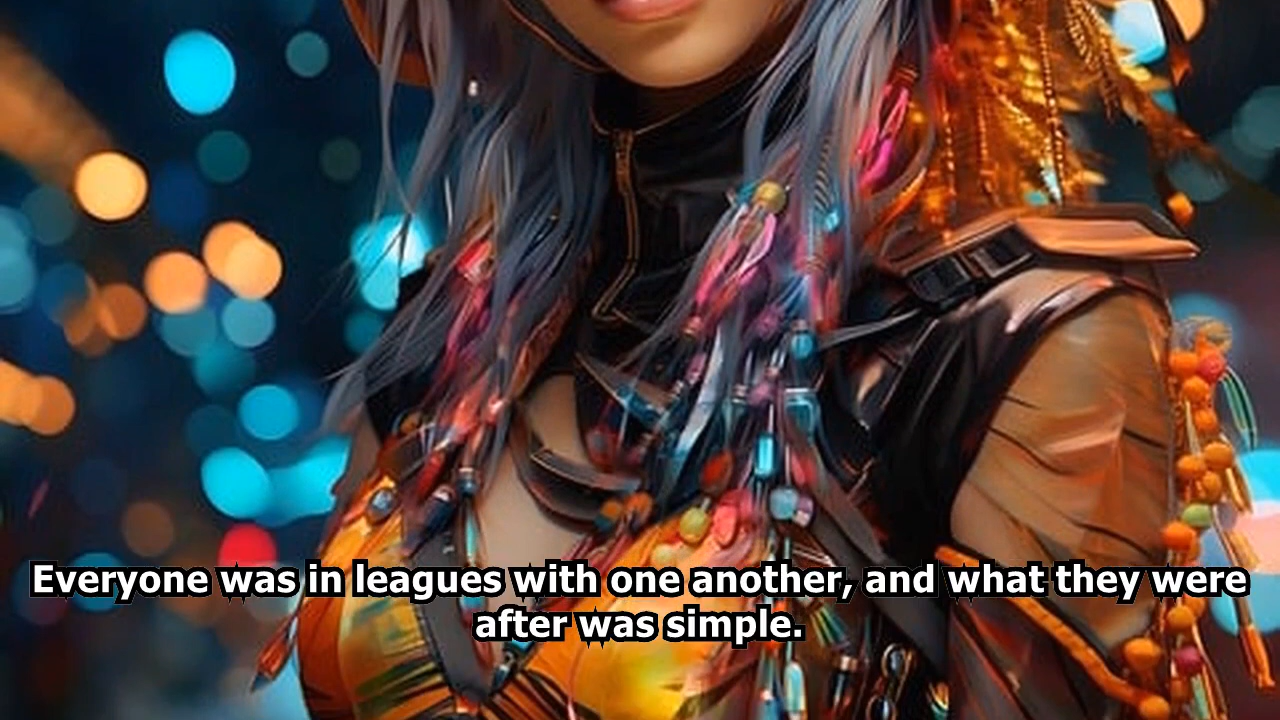 Everyone was in leagues with one another, and what they were
after was simple.